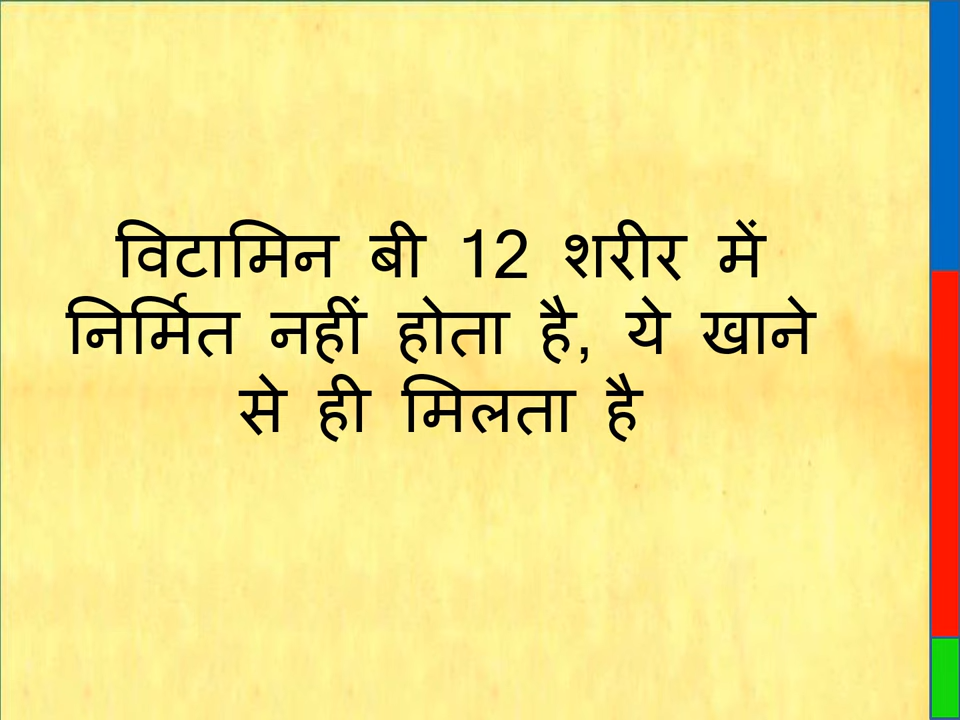 विटामिन बी 12 शरीर में
निर्मित नहीं होता है, ये खाने
से ही मिलता है